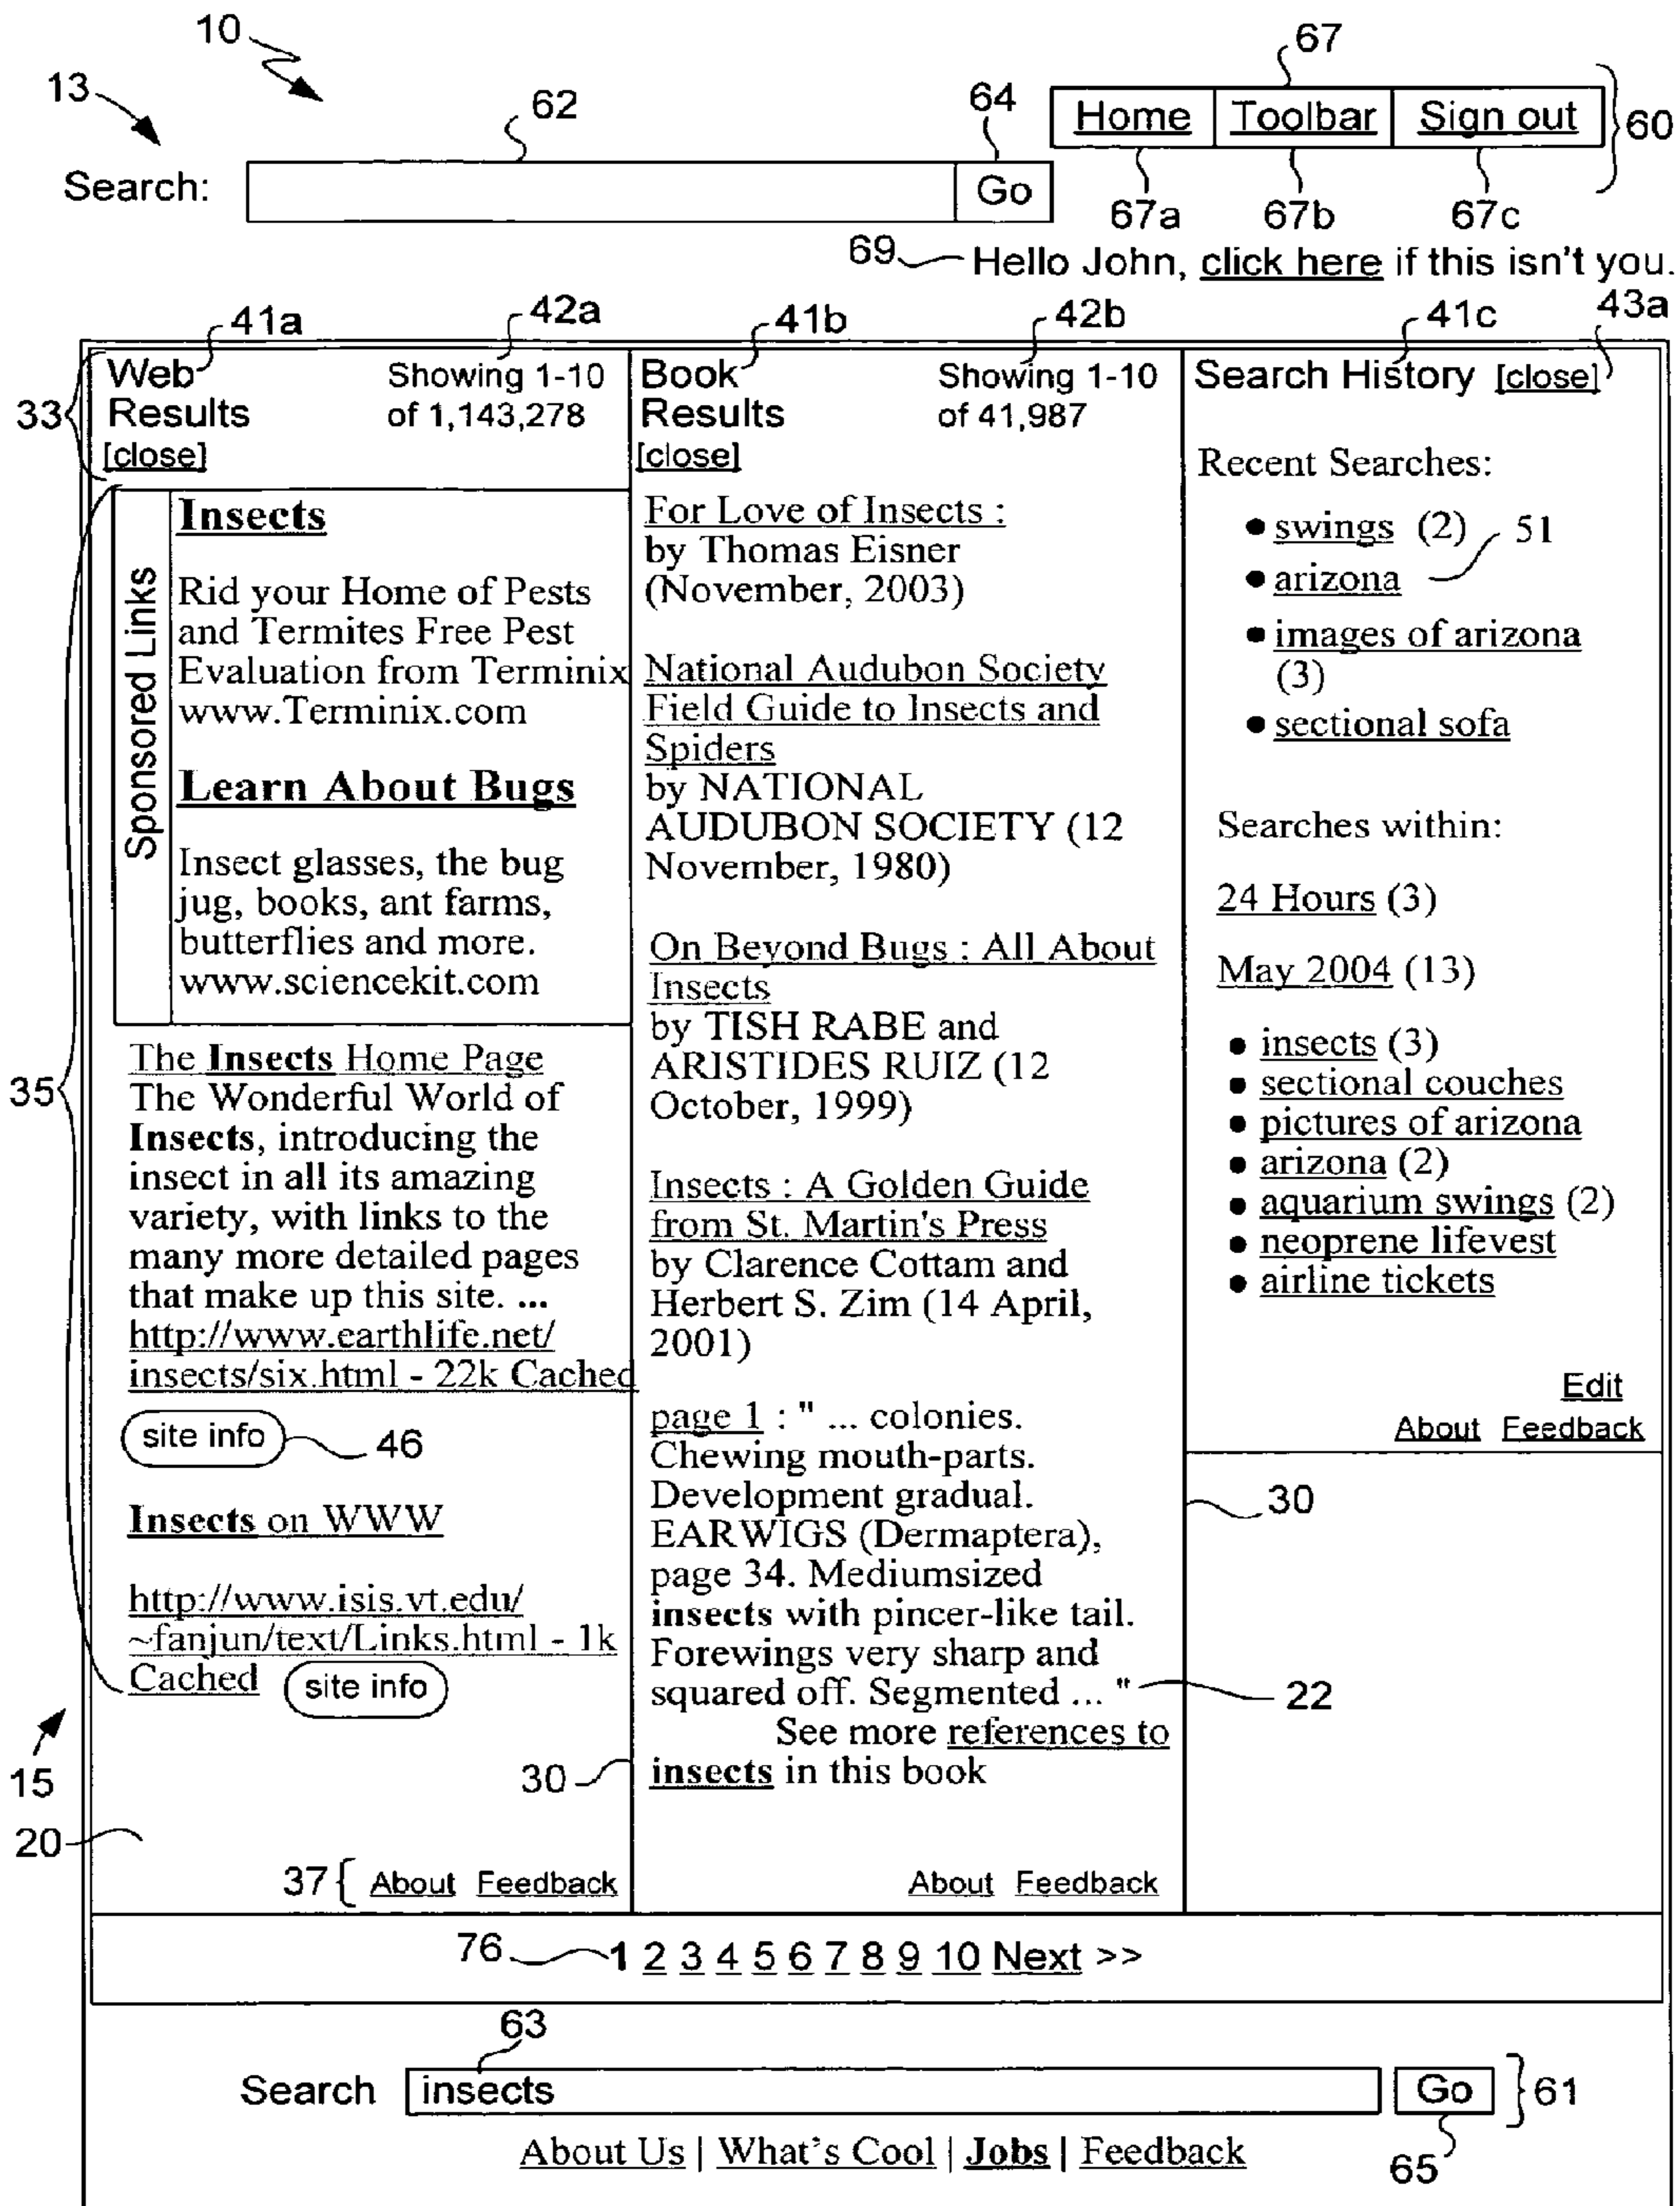 10
13
62
64
67
Home Toolbar Sign out
60
Search:
Go
67a 67b 67c
69
Hello John, click here if this isn't you.
41a
42a
41b
42b
41c
43a
33
Web
Results
[close]
Showing 1-10
of 1,143,278
35
Sponsored Links
Insects
Rid your Home of Pests
and Termites Free Pest
Evaluation from Terminix
www.Terminix.com
Learn About Bugs
Insect glasses, the bug
jug, books, ant farms,
butterflies and more.
www.sciencekit.com
The Insects Home Page
The Wonderful World of
Insects, introducing the
insect in all its amazing
variety, with links to the
many more detailed pages
that make up this site. ...
http://www.earthlife.net/
insects/six.html - 22k Cached
site info
46
Insects on WWW
http://www.isis.vt.edu/
~fanjun/text/Links.html - 1k
Cached site info
15
20
30
37 { About Feedback
Book
Results
[close]
Showing 1-10
of 41,987
For Love of Insects :
by Thomas Eisner
(November, 2003)
National Audubon Society
Field Guide to Insects and
Spiders
by NATIONAL
AUDUBON SOCIETY (12
November, 1980)
On Beyond Bugs : All About
Insects
by TISH RABE and
ARISTIDES RUIZ (12
October, 1999)
Insects : A Golden Guide
from St. Martin's Press
by Clarence Cottam and
Herbert S. Zim (14 April,
2001)
page 1 : " ... colonies.
Chewing mouth-parts.
Development gradual.
EARWIGS (Dermaptera),
page 34. Mediumsized
insects with pincer-like tail.
Forewings very sharp and
squared off. Segmented ... "
22
See more references to
insects in this book
About Feedback
Search History [close]
Recent Searches:
• swings (2)
51
• arizona
• images of arizona
(3)
• sectional sofa
Searches within:
24 Hours (3)
May 2004 (13)
• insects (3)
• sectional couches
• pictures of arizona
• arizona (2)
• aquarium swings (2)
• neoprene lifevest
• airline tickets
Edit
About Feedback
30
76
1 2 3 4 5 6 7 8 9 10 Next >>
63
Search insects Go
61
65
About Us | What's Cool | Jobs | Feedback